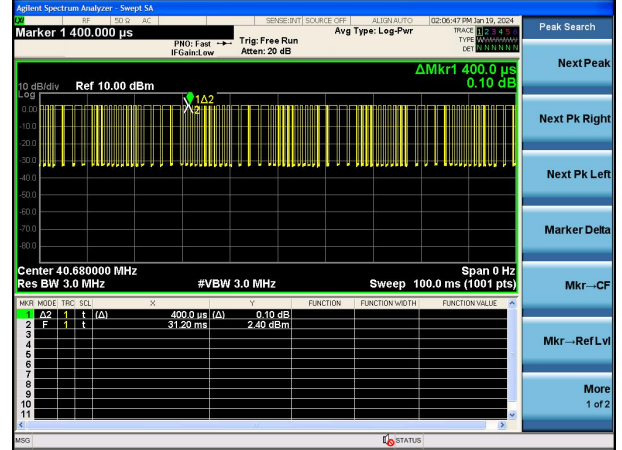 Agilent Spectrum Analyzer - Swept SA
LXI RF 50 Ω AC SENSE:INT SOURCE OFF ALIGN AUTO 02:06:47 PM Jan 19, 2024
Marker 1 400.000 µs Avg Type: Log-Pwr TRACE 1 2 3 4 5 6
PNO: Fast Trig: Free Run TYPE
IFGain:Low Atten: 20 dB DET N N N N N N
Peak Search
ΔMkr1 400.0 µs
0.10 dB
10 dB/div Ref 10.00 dBm
Log
0.00
-10.0
-20.0
-30.0
-40.0
-50.0
-60.0
-70.0
-80.0
1Δ2
2
Center 40.680000 MHz Span 0 Hz
Res BW 3.0 MHz #VBW 3.0 MHz Sweep 100.0 ms (1001 pts)
MKR MODE TRC SCL X Y FUNCTION FUNCTION WIDTH FUNCTION VALUE
1 Δ2 1 t (Δ) 400.0 µs (Δ) 0.10 dB
2 F 1 t 31.20 ms 2.40 dBm
3
4
5
6
7
8
9
10
11
MSG STATUS
Next Peak
Next Pk Right
Next Pk Left
Marker Delta
Mkr→CF
Mkr→Ref Lvl
More
1 of 2